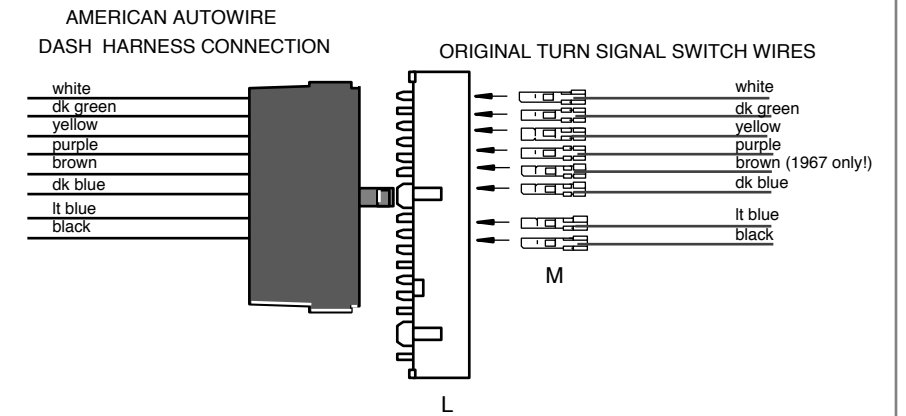 AMERICAN AUTOWIRE
DASH HARNESS CONNECTION
ORIGINAL TURN SIGNAL SWITCH WIRES
white
dk green
yellow
purple
brown
dk blue
lt blue
black
white
dk green
yellow
purple
brown (1967 only!)
dk blue
lt blue
black
M
L